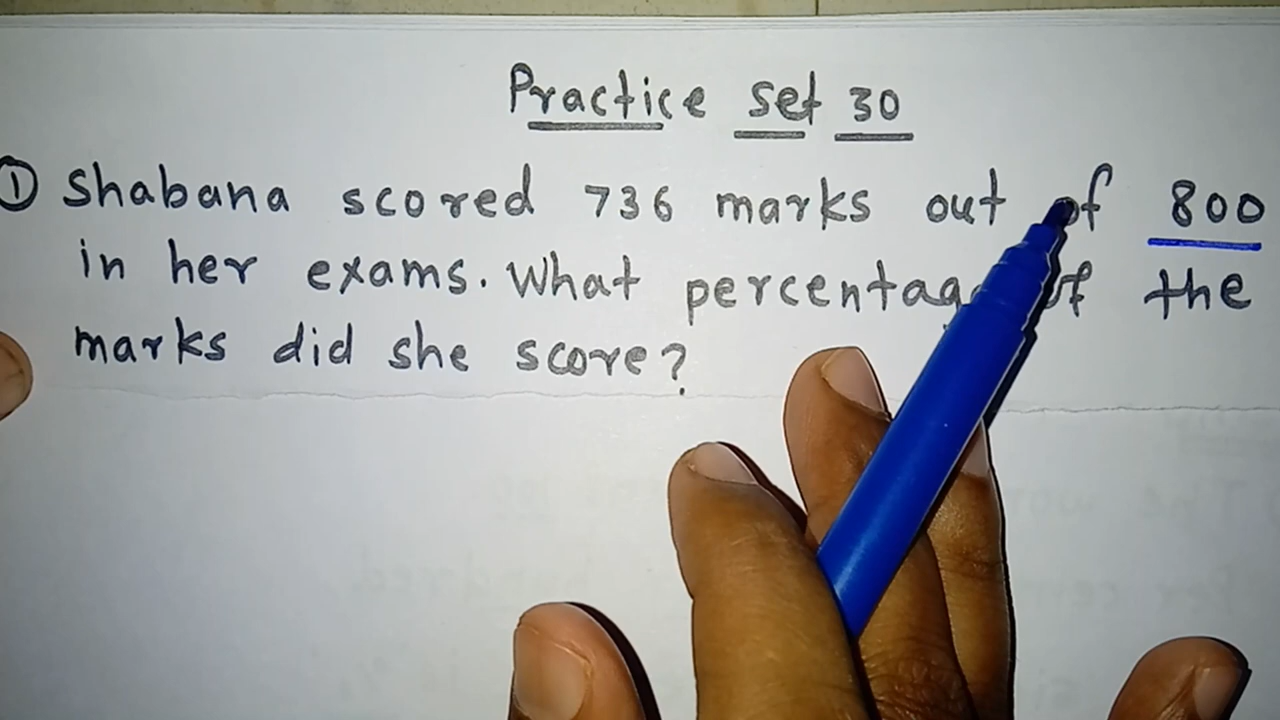 Practice Set 30
① Shabana scored 736 marks out of 800
in her exams. What percentage of the
marks did she score?